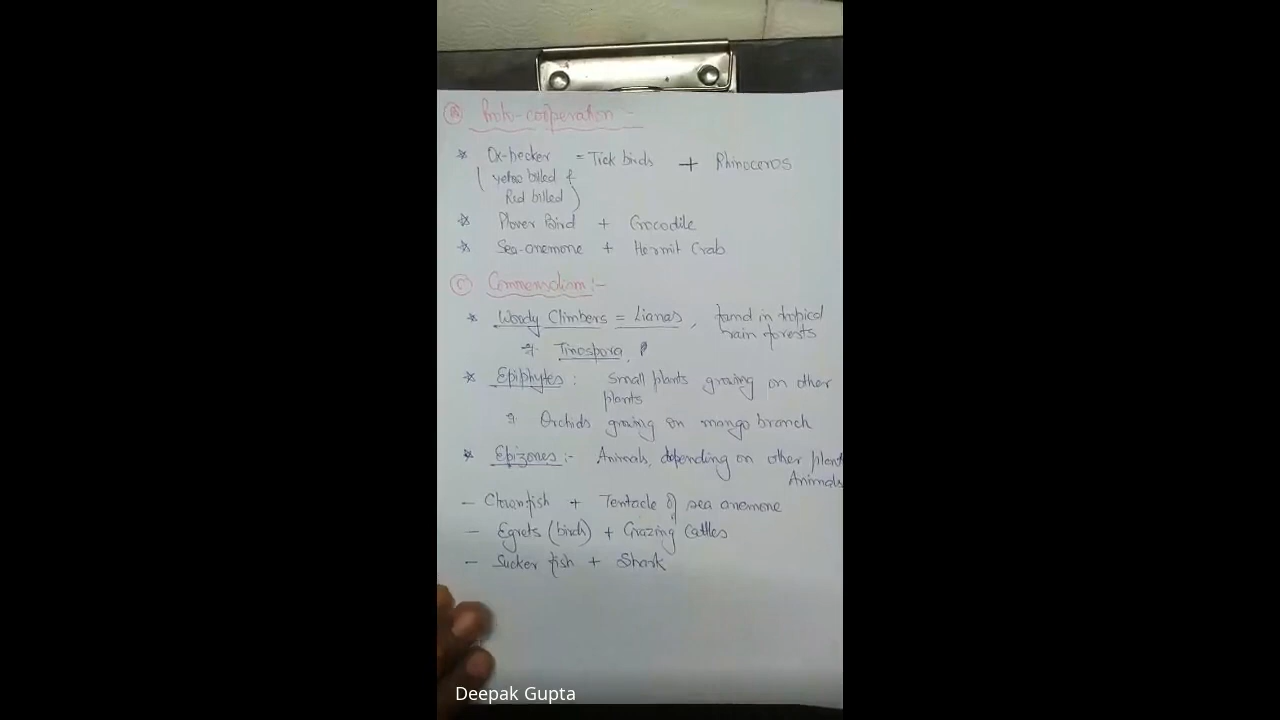 Ⓑ Proto-cooperation :-
* Ox-pecker = Tick birds + Rhinoceros
( yellow billed &
Red billed )
* Plover Bird + Crocodile
* Sea-anemone + Hermit Crab
Ⓒ Commensalism :-
* Woody Climbers = Lianas, found in tropical
rain forests
Tinospora,
* Epiphytes : Small plants growing on other
plants
Orchids growing on mango branch
* Epizones :- Animals, depending on other plant
Animals
- Clownfish + Tentacle of sea anemone
- Egrets (bird) + Grazing Cattles
- Sucker fish + Shark
Deepak Gupta